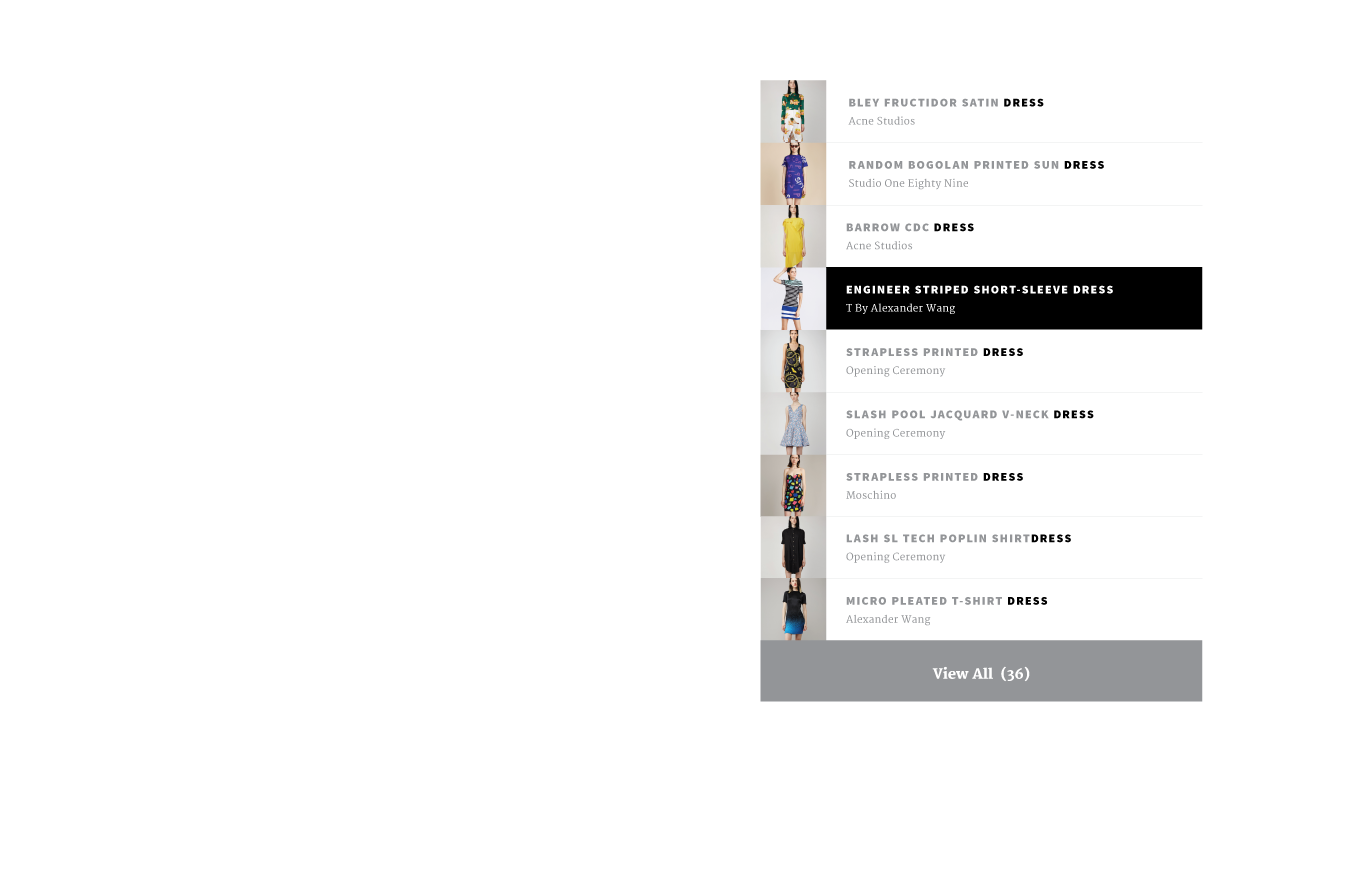 BLEY FRUCTIDOR SATIN DRESS
Acne Studios
RANDOM BOGOLAN PRINTED SUN DRESS
Studio One Eighty Nine
BARROW CDC DRESS
Acne Studios
ENGINEER STRIPED SHORT-SLEEVE DRESS
T By Alexander Wang
STRAPLESS PRINTED DRESS
Opening Ceremony
SLASH POOL JACQUARD V-NECK DRESS
Opening Ceremony
STRAPLESS PRINTED DRESS
Moschino
LASH SL TECH POPLIN SHIRTDRESS
Opening Ceremony
MICRO PLEATED T-SHIRT DRESS
Alexander Wang
View All (36)